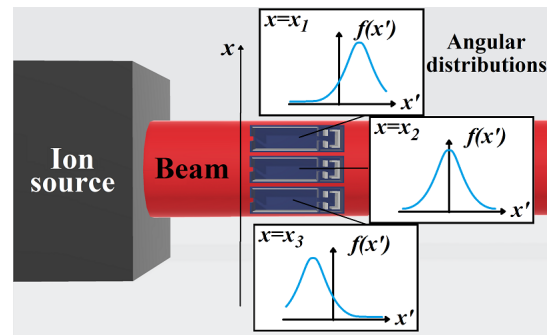 x=x₁
f(x')
x'
x
Angular
distributions
Ion
source
Beam
x=x₂
f(x')
x'
x=x₃
f(x')
x'